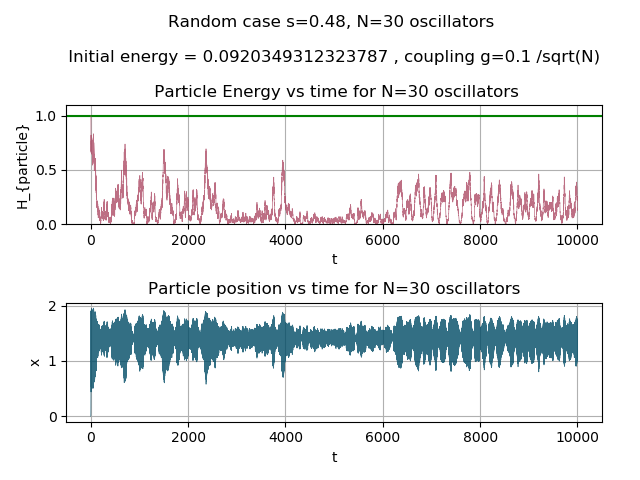 Random case s=0.48, N=30 oscillators
Initial energy = 0.0920349312323787 , coupling g=0.1 /sqrt(N)
Particle Energy vs time for N=30 oscillators
1.0
0.5
0.0
H_{particle}
0 2000 4000 6000 8000 10000
t
Particle position vs time for N=30 oscillators
2
1
0
x
0 2000 4000 6000 8000 10000
t